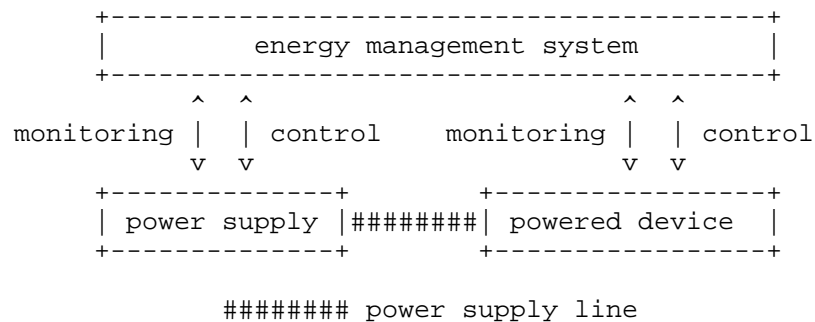 energy management system
monitoring | | control monitoring | | control
power supply |########| powered device
######## power supply line